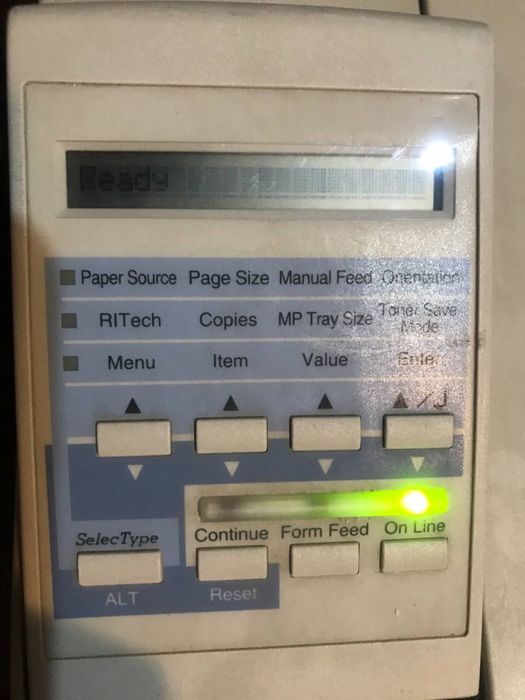 Ready
Paper Source Page Size Manual Feed Orientation
RITech Copies MP Tray Size Toner Save Mode
Menu Item Value Enter
SelecType Continue Form Feed On Line
ALT Reset